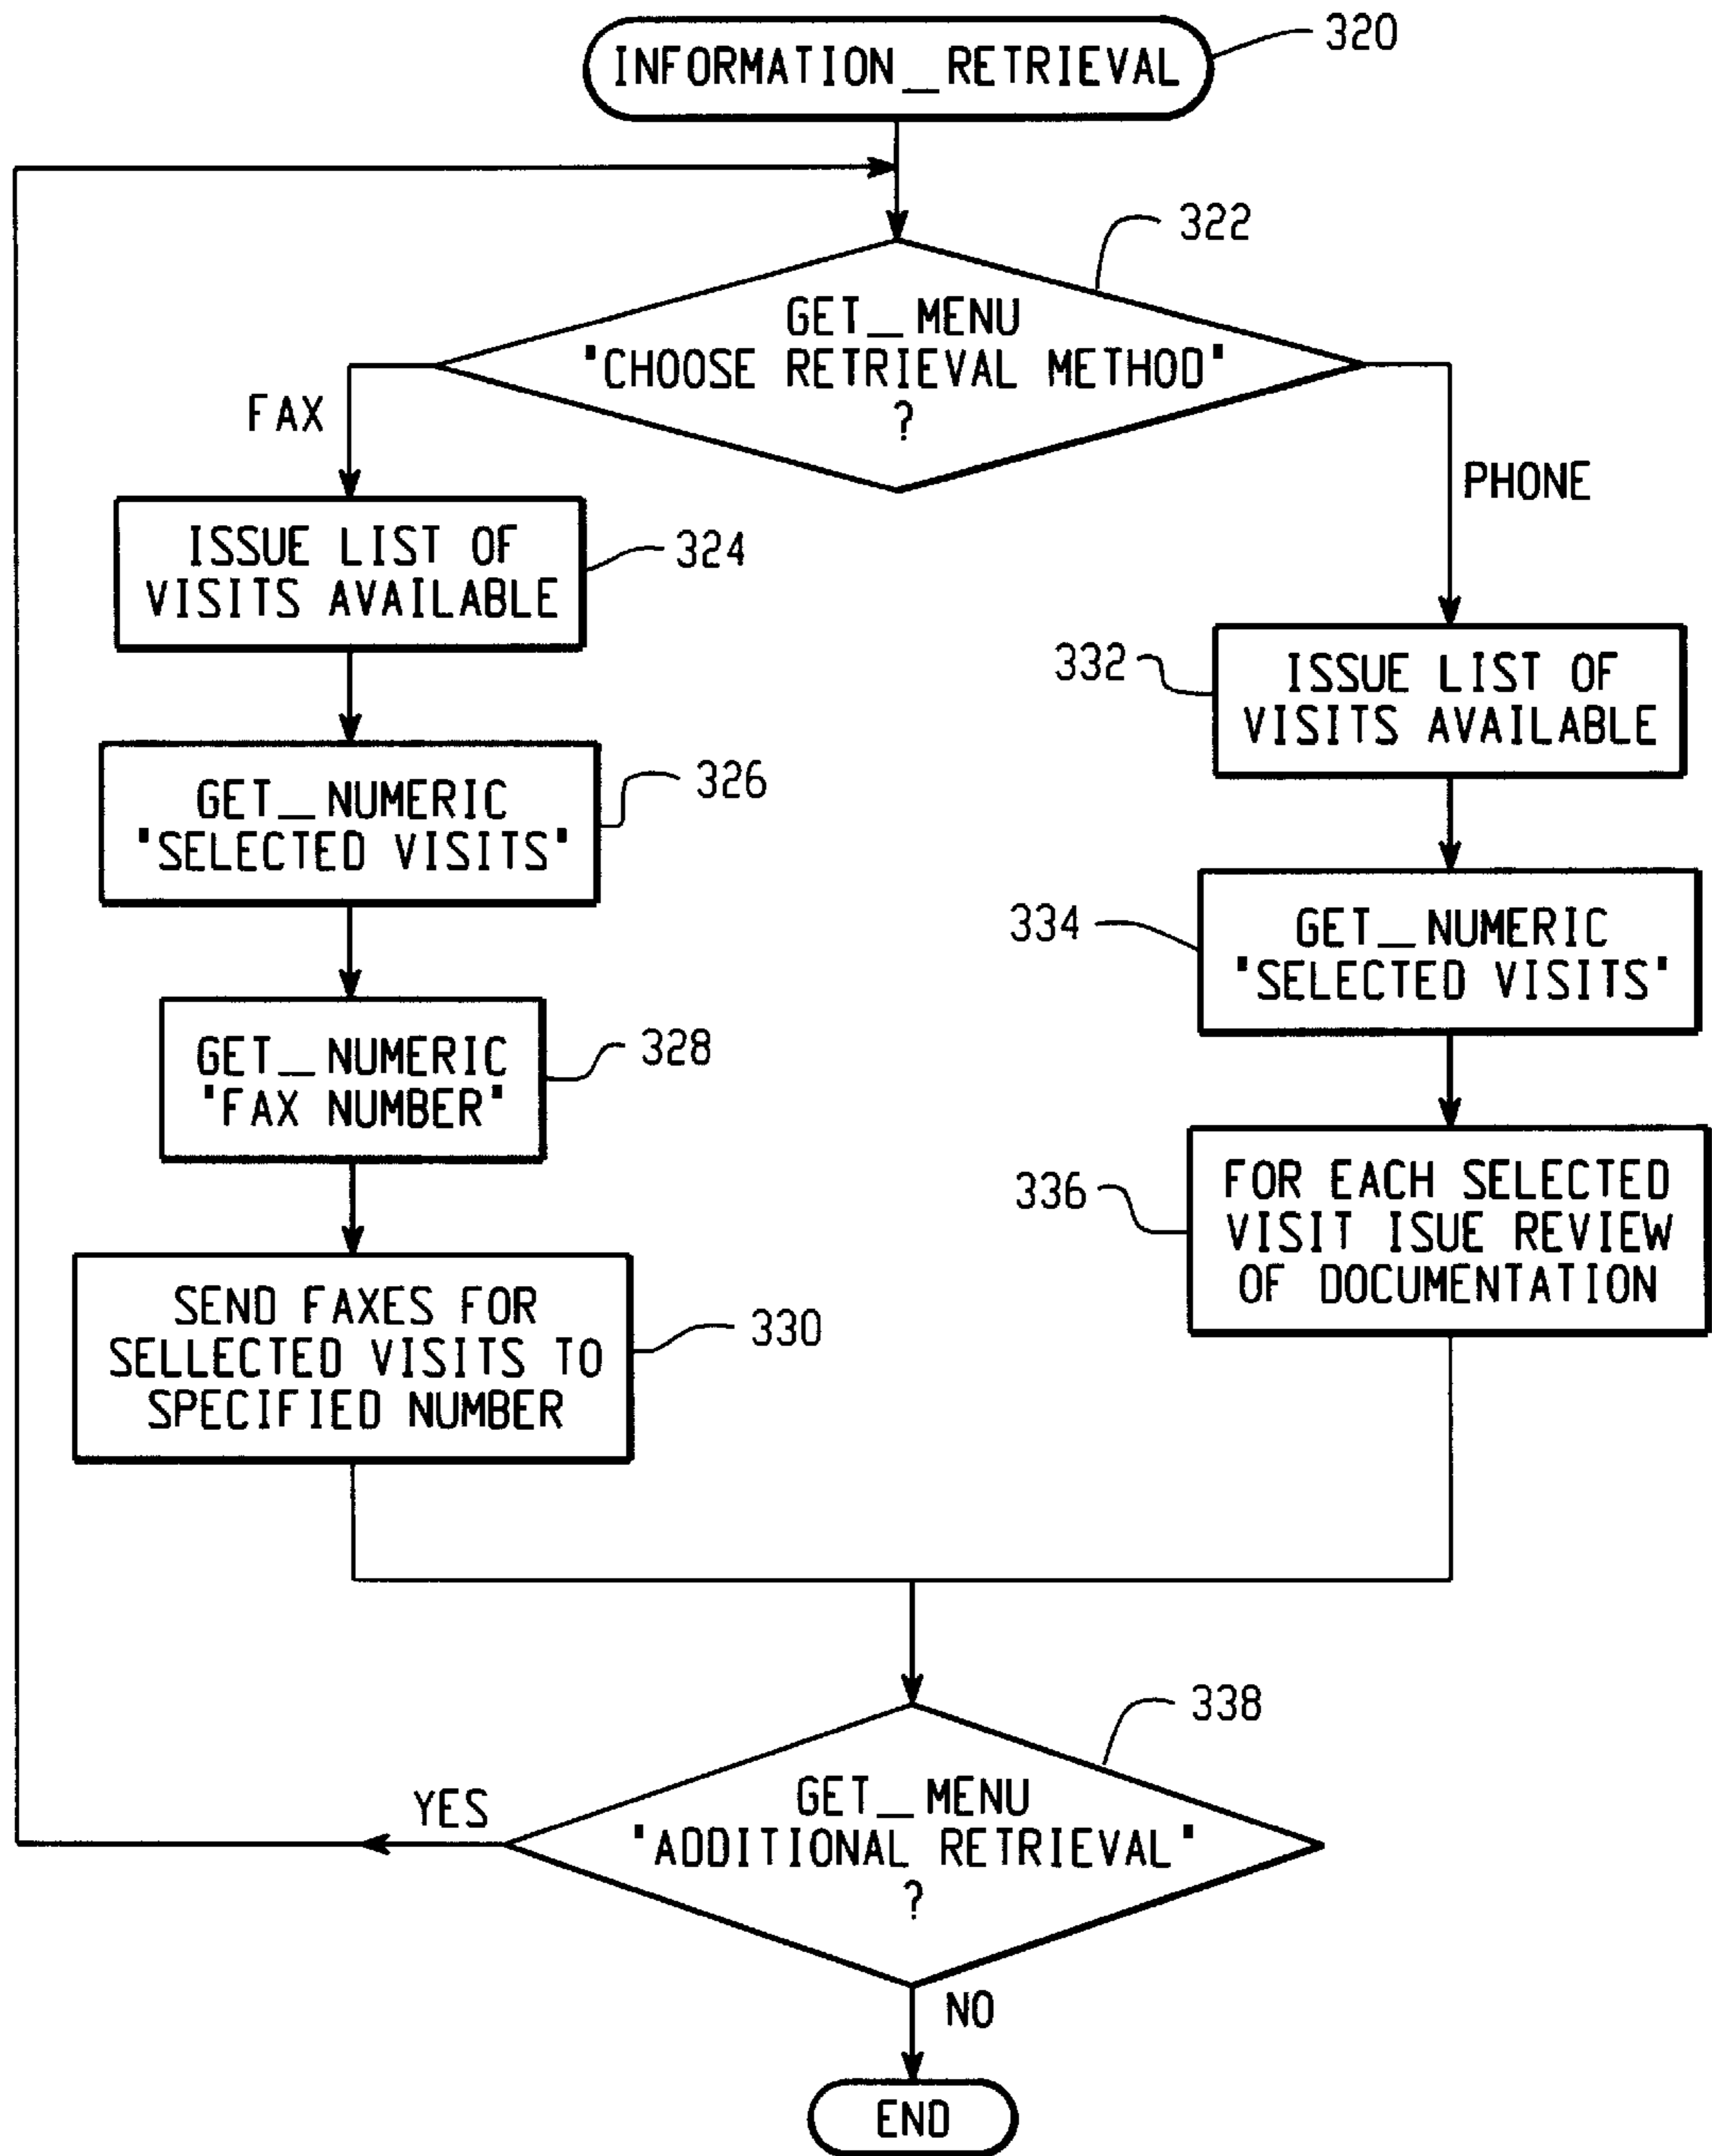 INFORMATION_RETRIEVAL
320
322
GET_MENU
"CHOOSE RETRIEVAL METHOD"
?
FAX
PHONE
ISSUE LIST OF
VISITS AVAILABLE
324
GET_NUMERIC
"SELECTED VISITS"
326
GET_NUMERIC
"FAX NUMBER"
328
SEND FAXES FOR
SELLECTED VISITS TO
SPECIFIED NUMBER
330
332
ISSUE LIST OF
VISITS AVAILABLE
334
GET_NUMERIC
"SELECTED VISITS"
336
FOR EACH SELECTED
VISIT ISUE REVIEW
OF DOCUMENTATION
338
GET_MENU
"ADDITIONAL RETRIEVAL"
?
YES
NO
END